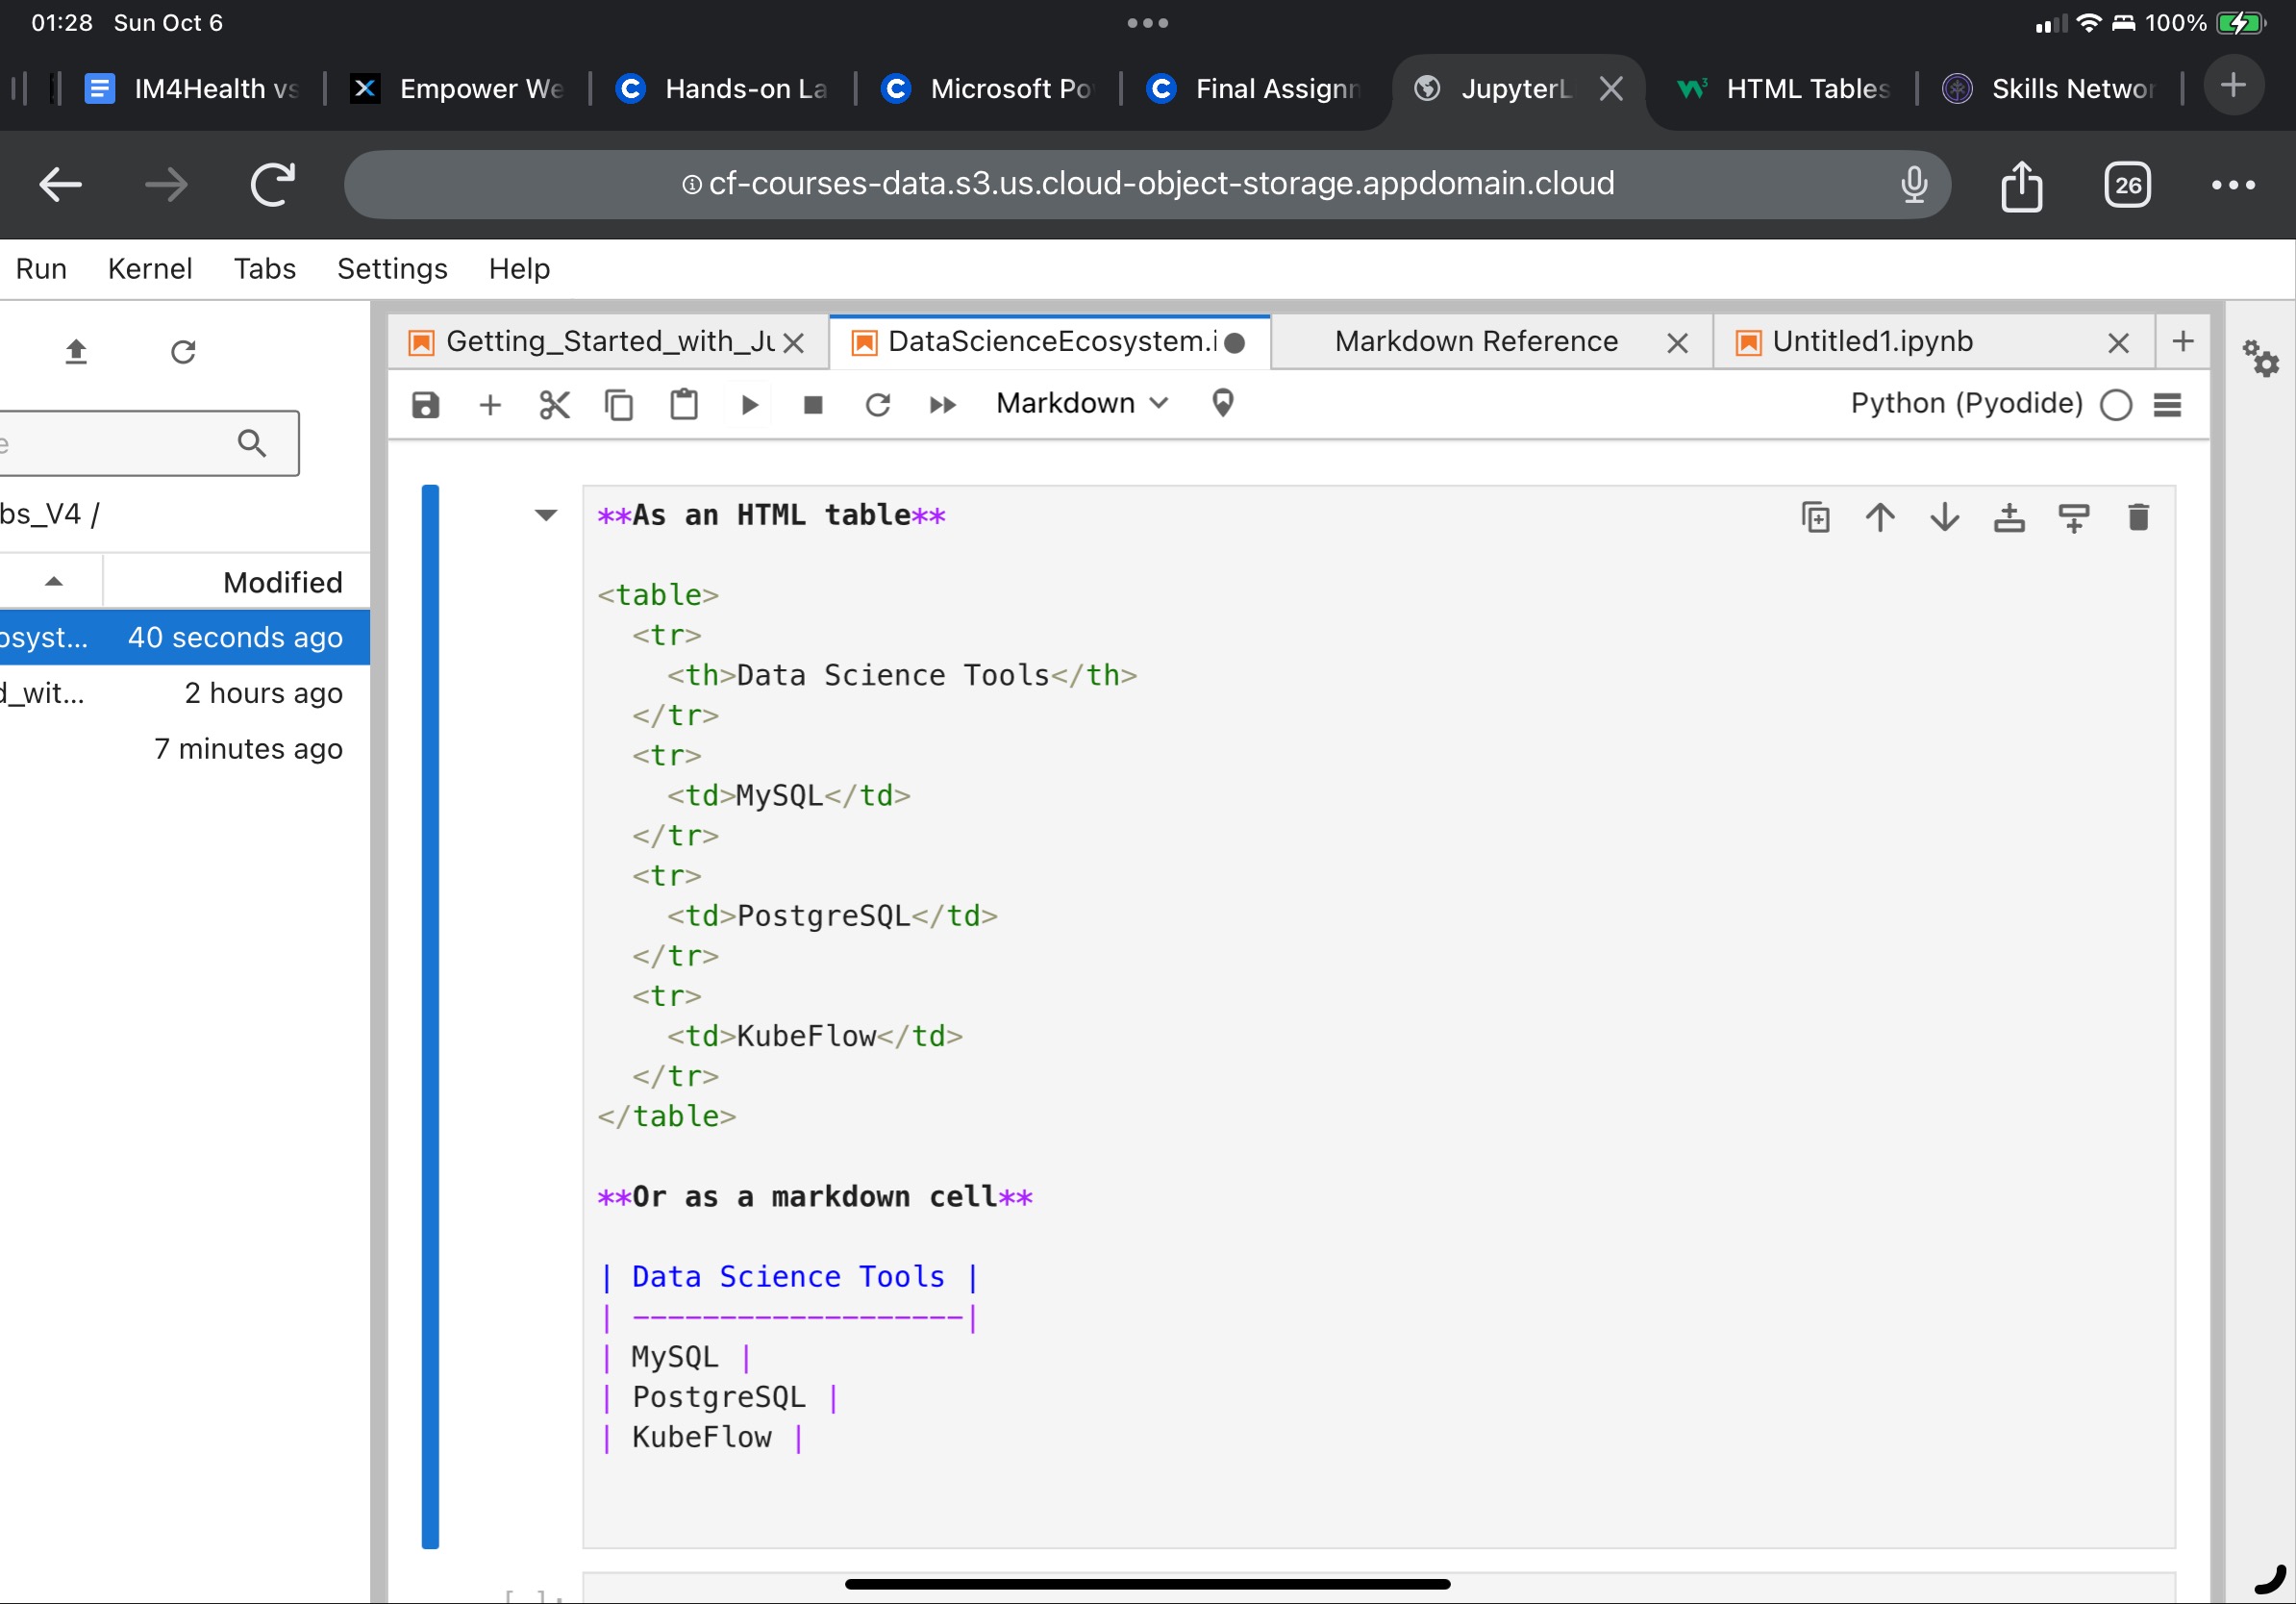 01:28 Sun Oct 6 100%
IM4Health vs Empower We Hands-on La Microsoft Po Final Assignm JupyterL HTML Tables Skills Networ
cf-courses-data.s3.us.cloud-object-storage.appdomain.cloud 26
Run Kernel Tabs Settings Help
Getting_Started_with_Ju DataScienceEcosystem.i Markdown Reference Untitled1.ipynb
Markdown Python (Pyodide)
e
bs_V4 /
Modified
osyst... 40 seconds ago
d_wit... 2 hours ago
7 minutes ago
**As an HTML table**
<table>
<tr>
<th>Data Science Tools</th>
</tr>
<tr>
<td>MySQL</td>
</tr>
<tr>
<td>PostgreSQL</td>
</tr>
<tr>
<td>KubeFlow</td>
</tr>
</table>
**Or as a markdown cell**
| Data Science Tools |
| -------------------|
| MySQL |
| PostgreSQL |
| KubeFlow |
[ ]: